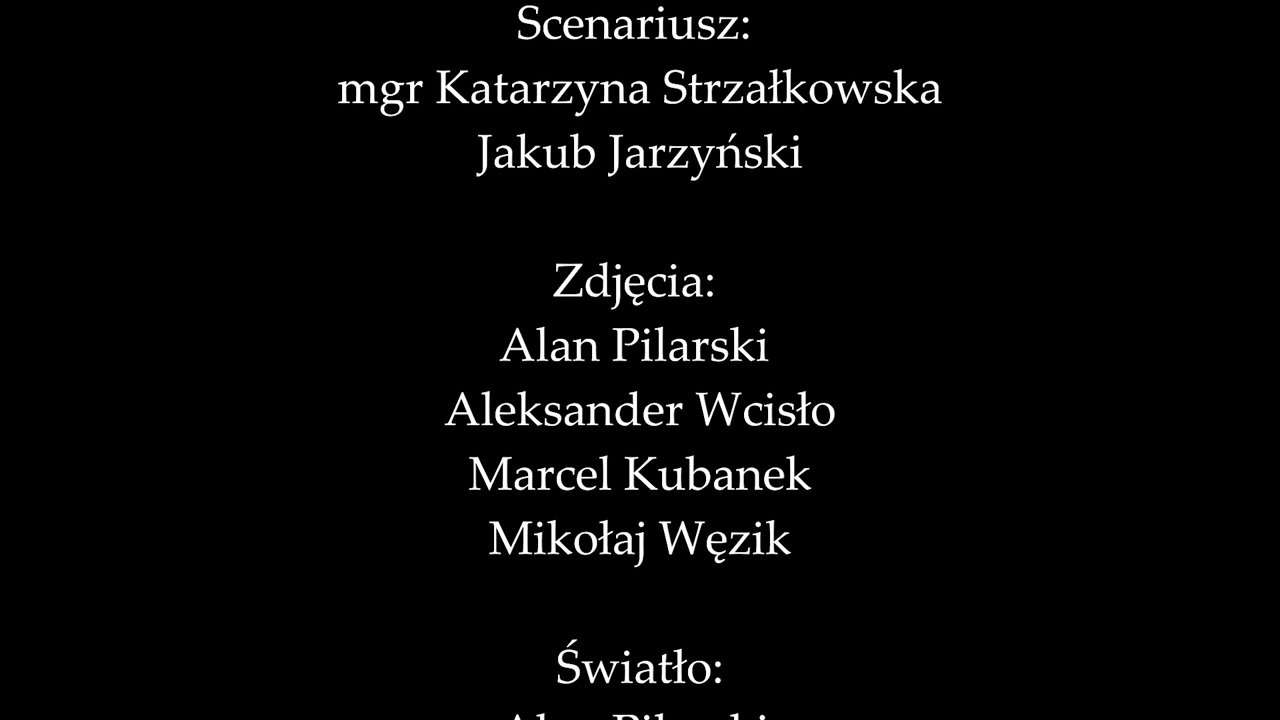 Scenariusz:
mgr Katarzyna Strzałkowska
Jakub Jarzyński
Zdjęcia:
Alan Pilarski
Aleksander Wcisło
Marcel Kubanek
Mikołaj Węzik
Światło: